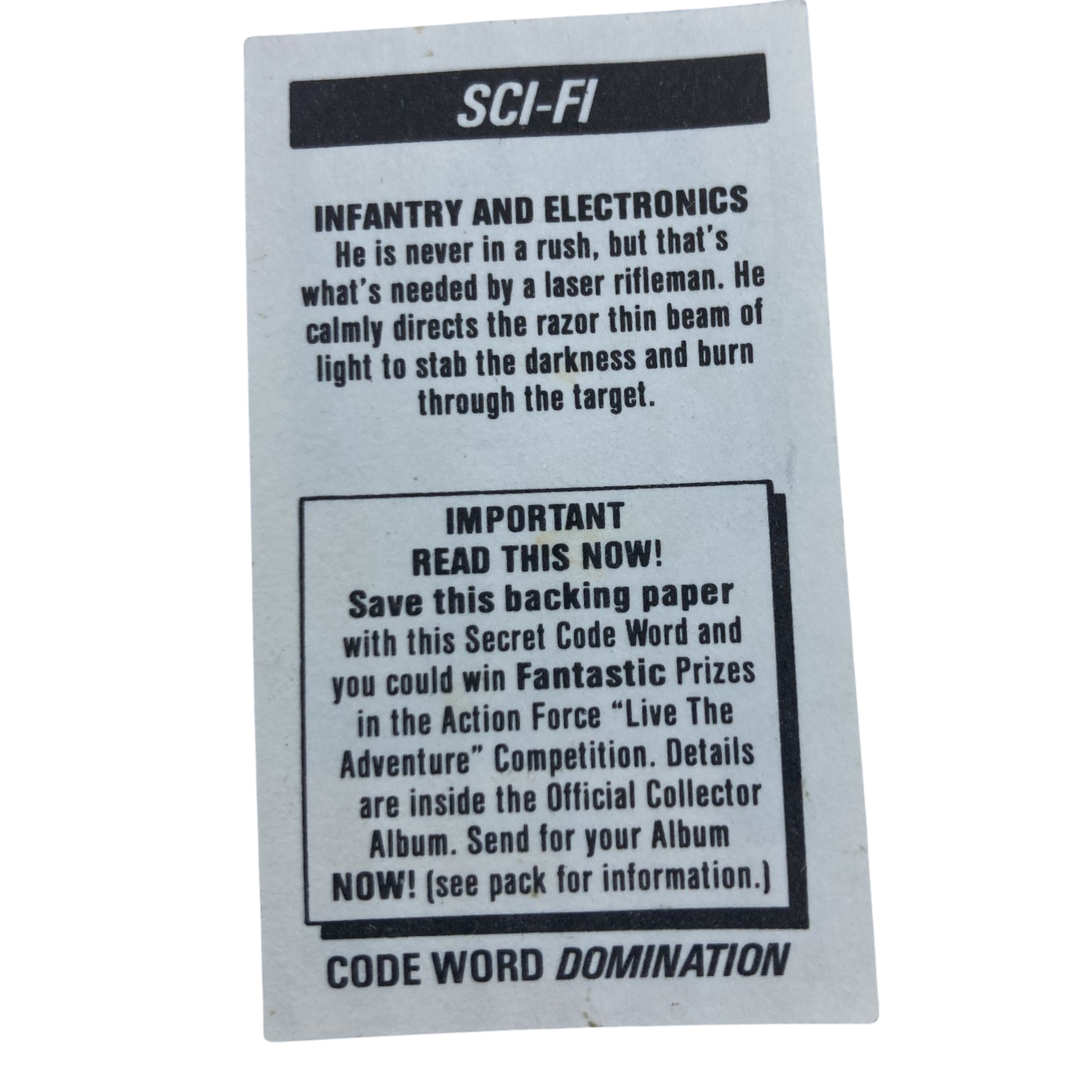 SCI-FI
INFANTRY AND ELECTRONICS
He is never in a rush, but that's
what's needed by a laser rifleman. He
calmly directs the razor thin beam of
light to stab the darkness and burn
through the target.
IMPORTANT
READ THIS NOW!
Save this backing paper
with this Secret Code Word and
you could win Fantastic Prizes
in the Action Force “Live The
Adventure” Competition. Details
are inside the Official Collector
Album. Send for your Album
NOW! (see pack for information.)
CODE WORD DOMINATION